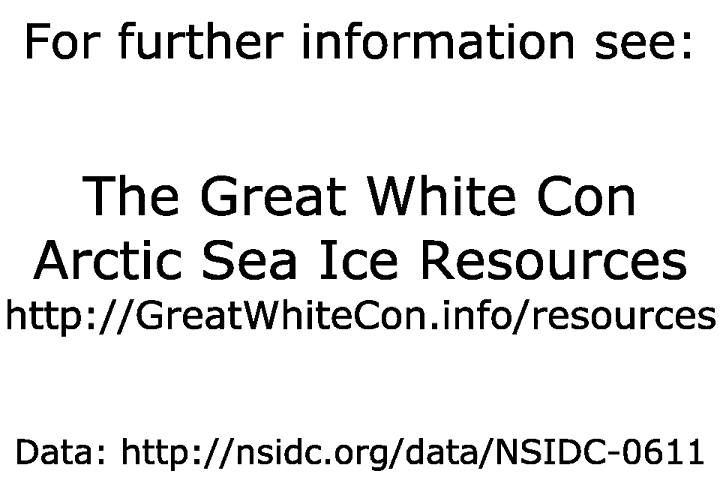 For further information see:
The Great White Con
Arctic Sea Ice Resources
http://GreatWhiteCon.info/resources
Data: http://nsidc.org/data/NSIDC-0611